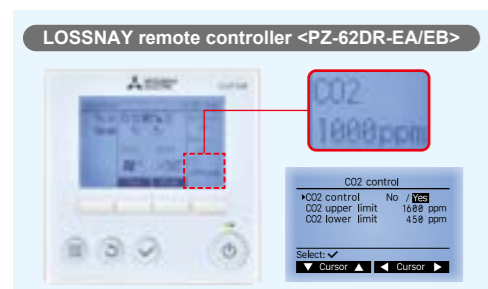 LOSSNAY remote controller <PZ-62DR-EA/EB>
CO2
1000ppm
CO2 control
▶CO2 control No / Yes
CO2 upper limit 1600 ppm
CO2 lower limit 450 ppm
Select: ✓
▼ Cursor ▲ ◀ Cursor ▶